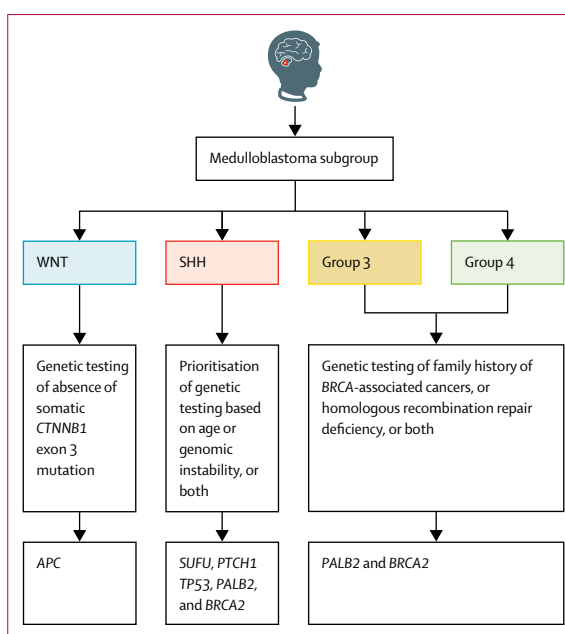 Medulloblastoma subgroup
WNT
SHH
Group 3
Group 4
Genetic testing
of absence of
somatic
CTNNB1
exon 3
mutation
Prioritisation
of genetic
testing based
on age or
genomic
instability, or
both
Genetic testing of family history of
BRCA-associated cancers, or
homologous recombination repair
deficiency, or both
APC
SUFU, PTCH1
TP53, PALB2,
and BRCA2
PALB2 and BRCA2